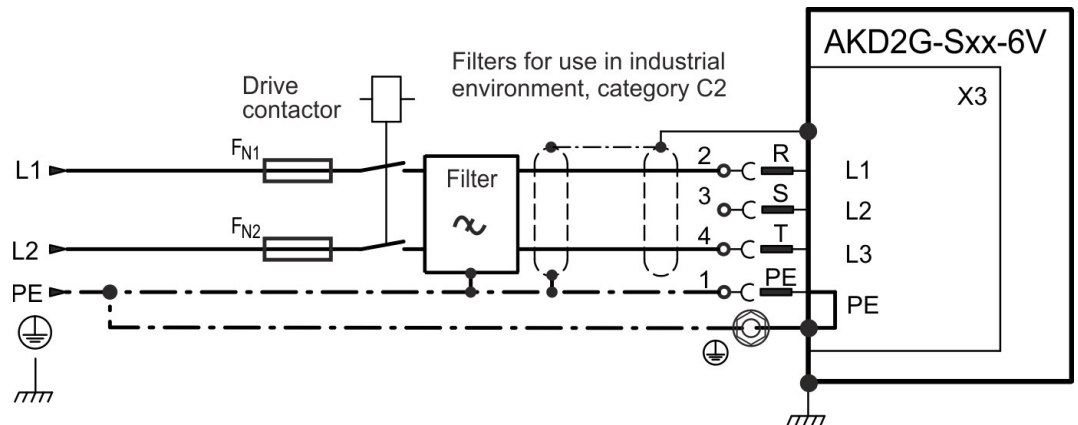 AKD2G-Sxx-6V
Filters for use in industrial
environment, category C2
Drive
contactor
X3
FN1
L1
Filter
2
R
L1
3
S
L2
FN2
L2
4
T
L3
PE
1
PE
PE